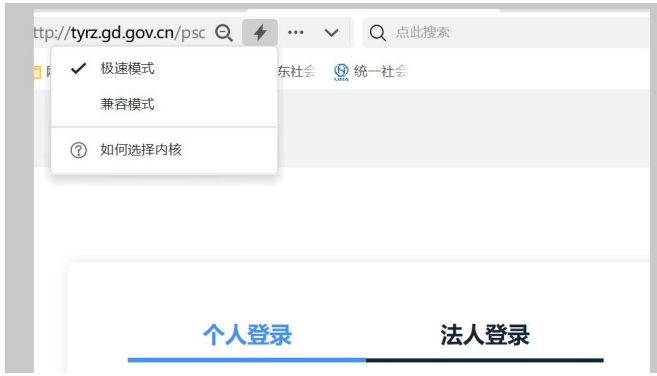 ttp://tyrz.gd.gov.cn/psc ··· 点此搜索
极速模式
东社会 统一社会
兼容模式
如何选择内核
个人登录 法人登录